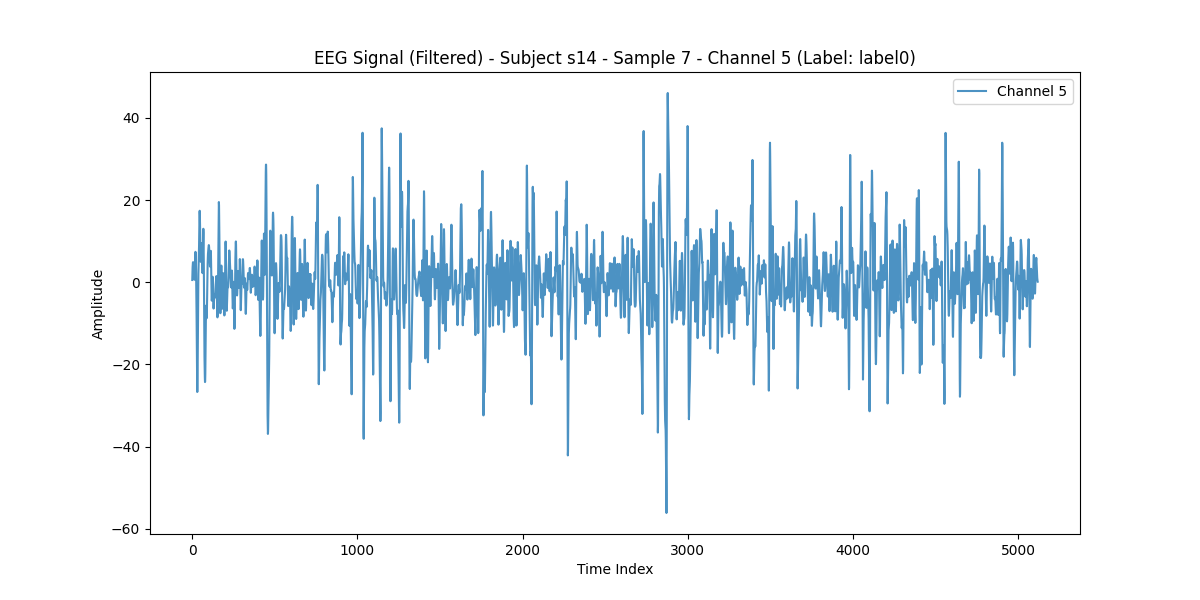 EEG Signal (Filtered) - Subject s14 - Sample 7 - Channel 5 (Label: label0)
Channel 5
40
20
0
−20
−40
−60
Amplitude
0 1000 2000 3000 4000 5000
Time Index